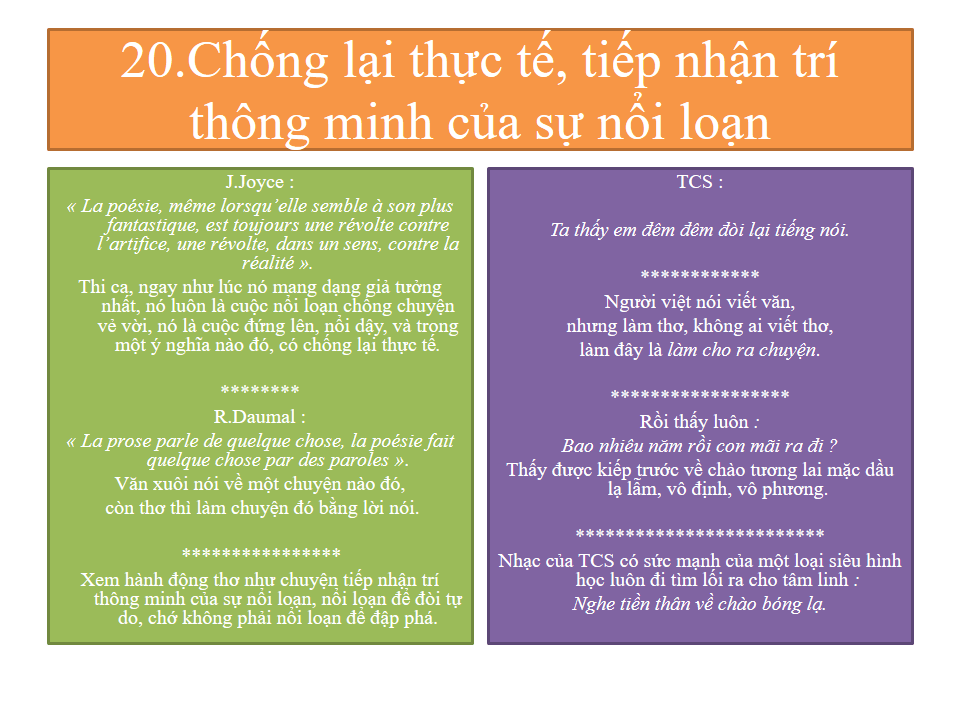 20.Chống lại thực tế, tiếp nhận trí
thông minh của sự nổi loạn
J.Joyce :
« La poésie, même lorsqu’elle semble à son plus
fantastique, est toujours une révolte contre
l’artifice, une révolte, dans un sens, contre la
réalité ».
Thi ca, ngay như lúc nó mang dạng giả tưởng
nhất, nó luôn là cuộc nổi loạn chống chuyện
vẻ vời, nó là cuộc đứng lên, nổi dậy, và trong
một ý nghĩa nào đó, có chống lại thực tế.
********
R.Daumal :
« La prose parle de quelque chose, la poésie fait
quelque chose par des paroles ».
Văn xuôi nói về một chuyện nào đó,
còn thơ thì làm chuyện đó bằng lời nói.
****************
Xem hành động thơ như chuyện tiếp nhận trí
thông minh của sự nổi loạn, nổi loạn để đòi tự
do, chớ không phải nổi loạn để đập phá.
TCS :
Ta thấy em đêm đêm đòi lại tiếng nói.
************
Người việt nói viết văn,
nhưng làm thơ, không ai viết thơ,
làm đây là làm cho ra chuyện.
******************
Rồi thấy luôn :
Bao nhiêu năm rồi con mãi ra đi ?
Thấy được kiếp trước về chào tương lai mặc dầu
lạ lẫm, vô định, vô phương.
*************************
Nhạc của TCS có sức mạnh của một loại siêu hình
học luôn đi tìm lối ra cho tâm linh :
Nghe tiền thân về chào bóng lạ.